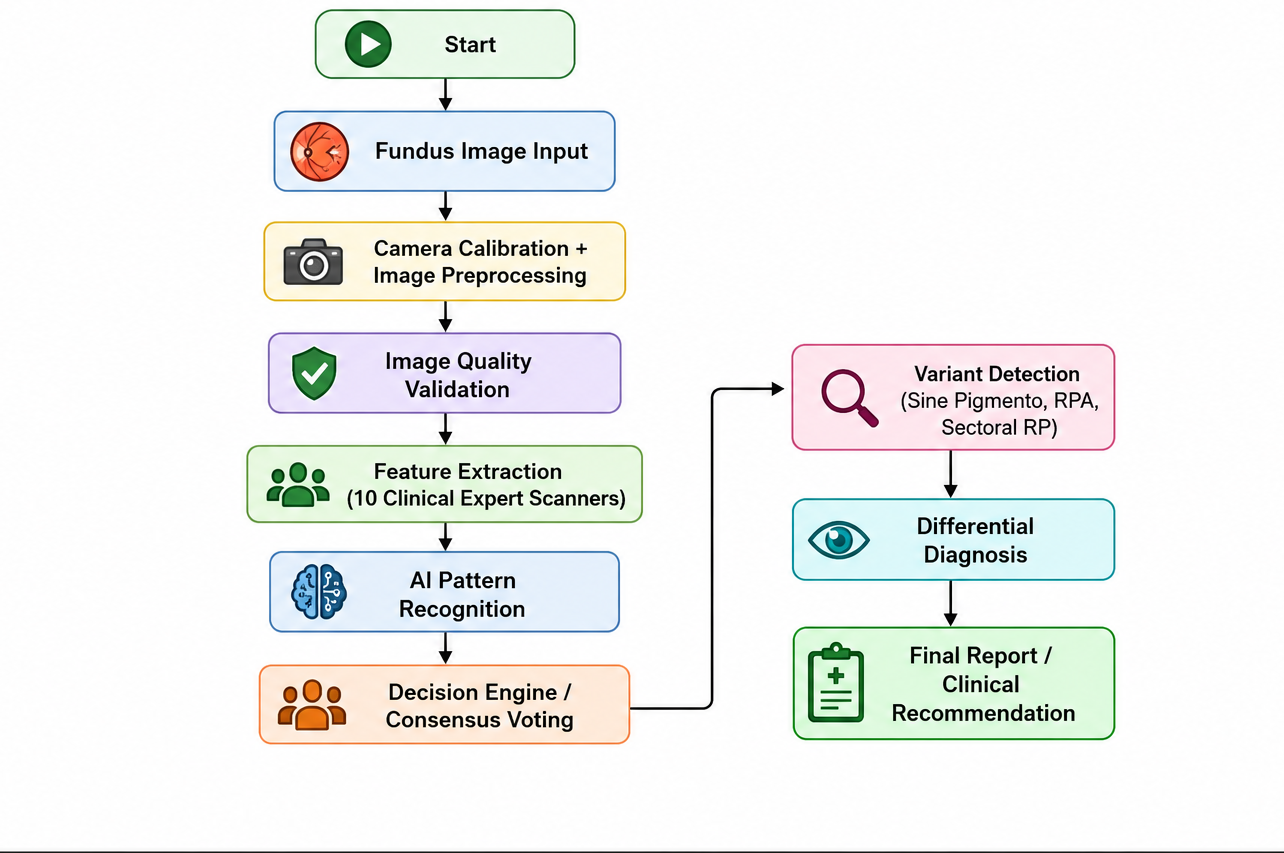 Start
Fundus Image Input
Camera Calibration +
Image Preprocessing
Image Quality
Validation
Feature Extraction
(10 Clinical Expert Scanners)
AI Pattern
Recognition
Decision Engine /
Consensus Voting
Variant Detection
(Sine Pigmento, RPA,
Sectoral RP)
Differential
Diagnosis
Final Report /
Clinical
Recommendation